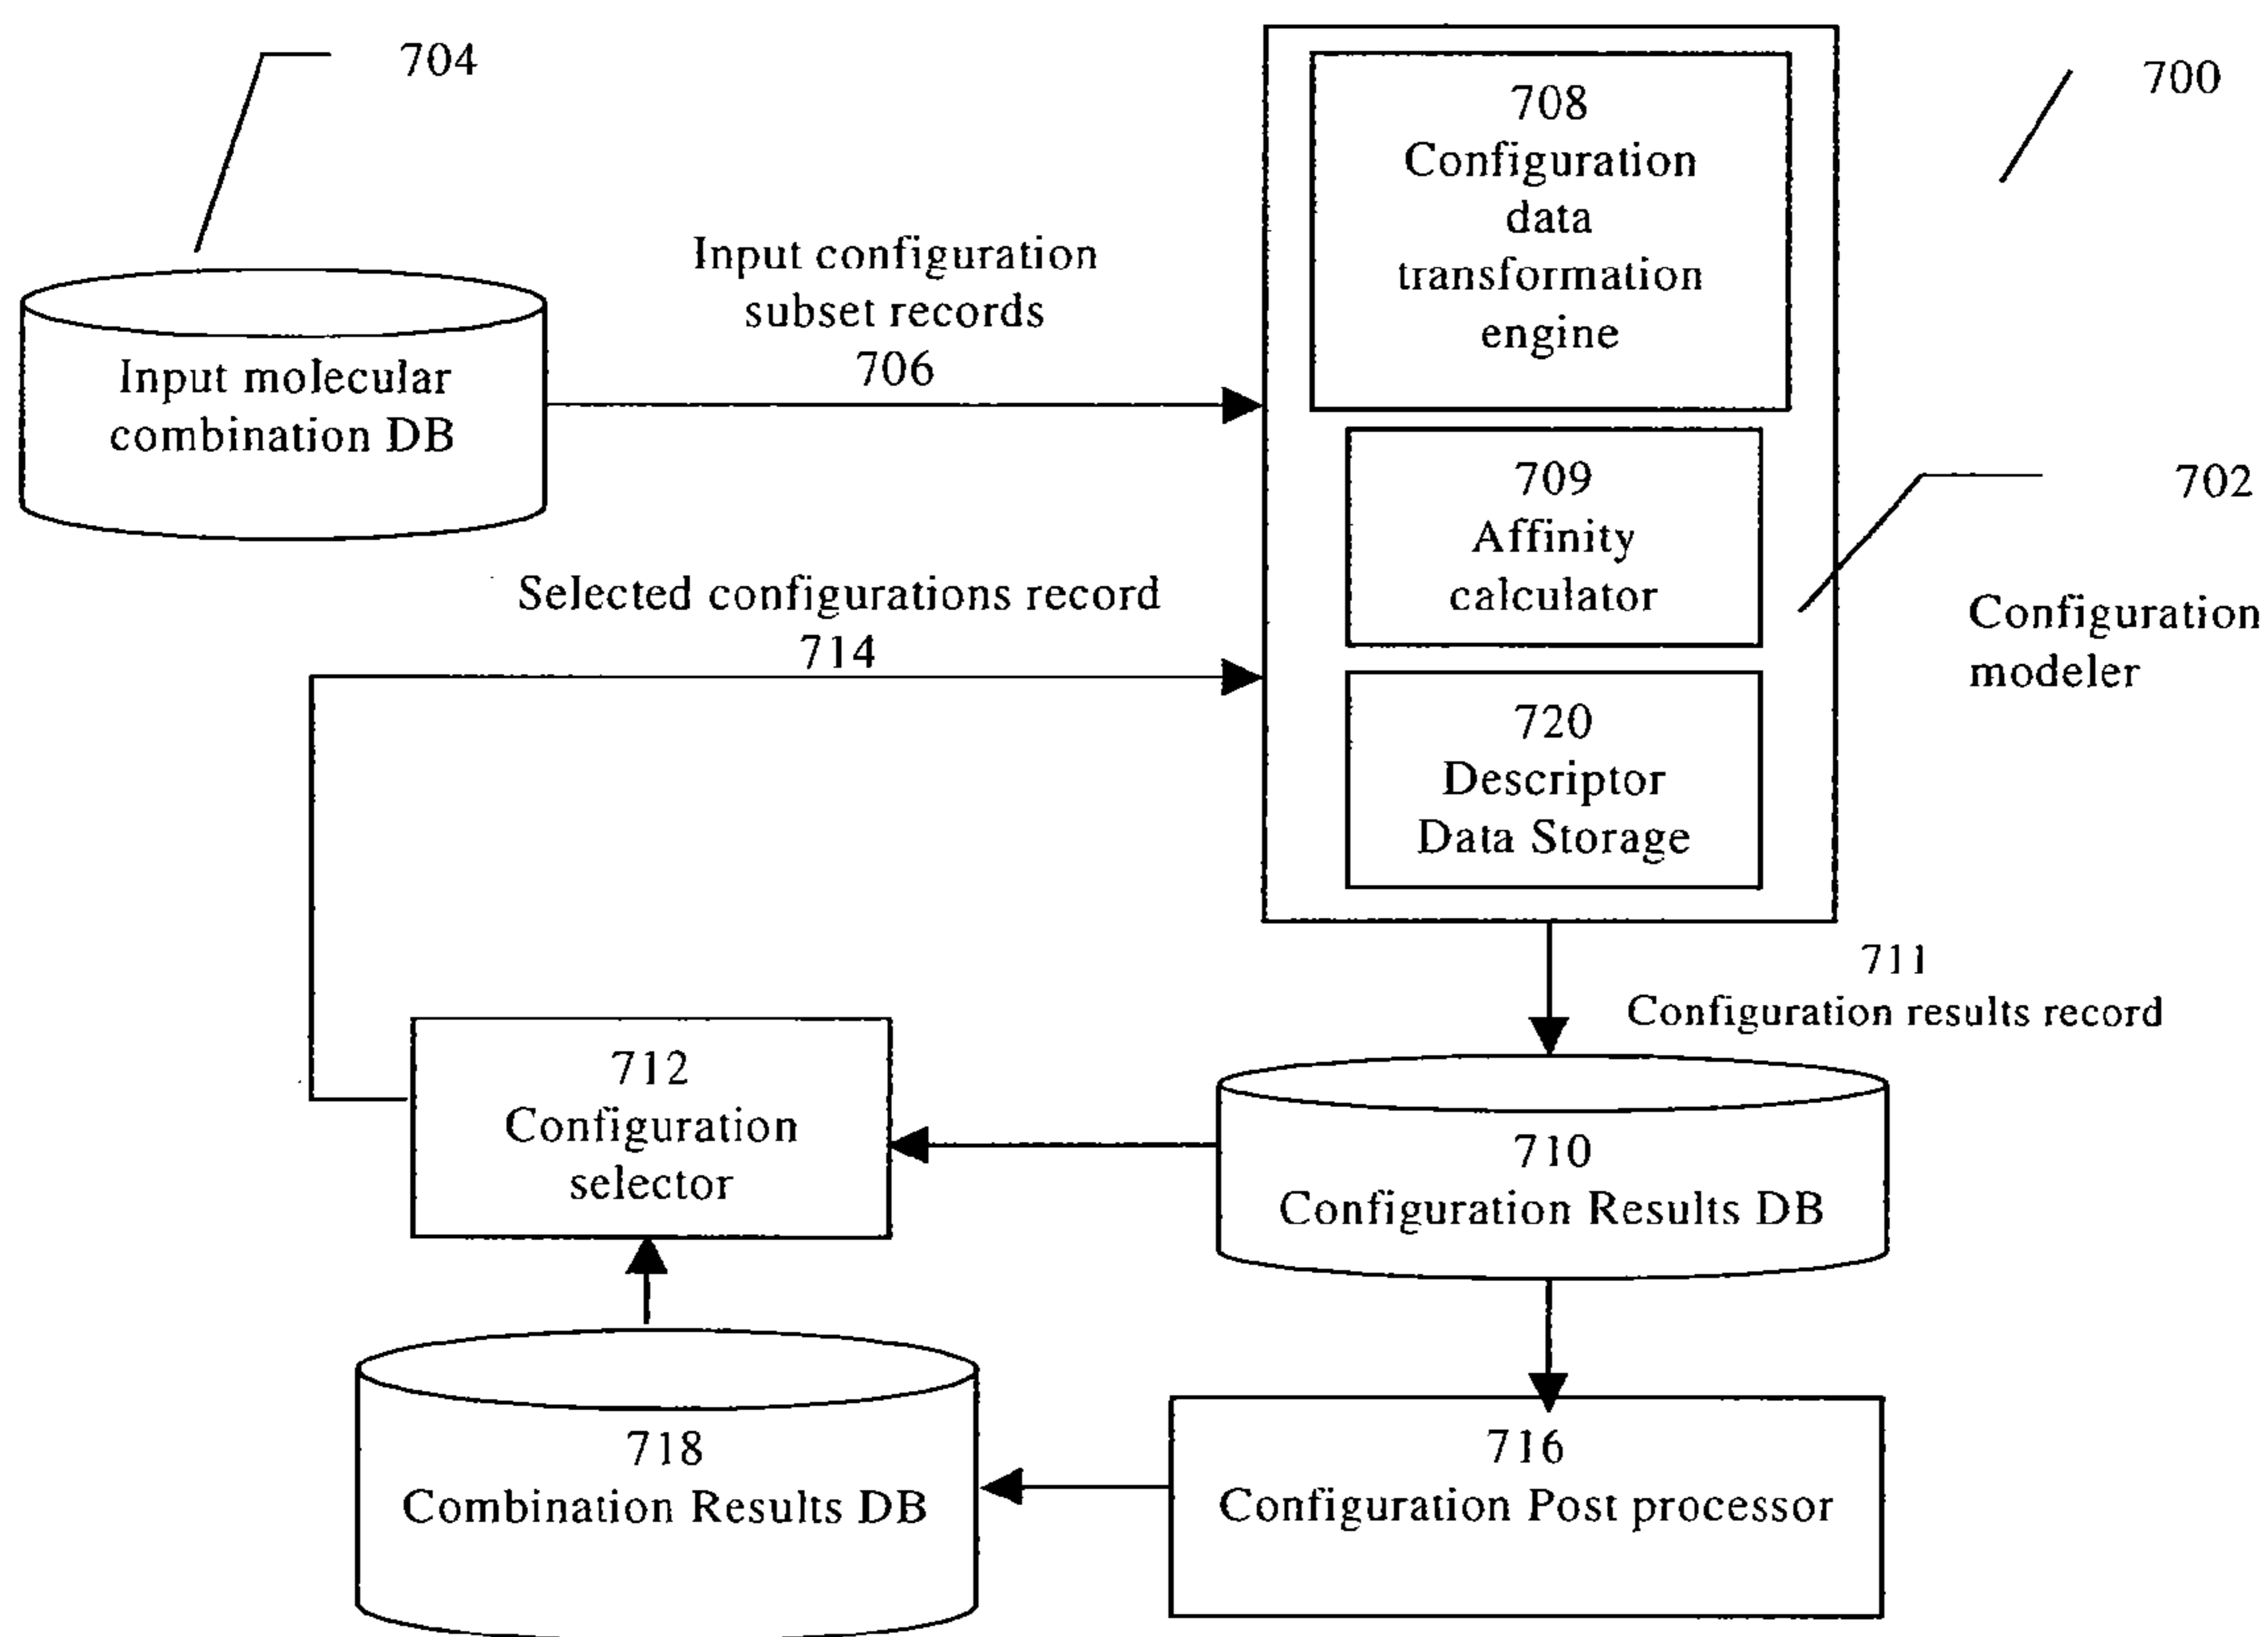 704
700
708
Configuration
data
transformation
engine
Input configuration
subset records
706
Input molecular
combination DB
709
Affinity
calculator
702
Configuration
modeler
Selected configurations record
714
720
Descriptor
Data Storage
711
Configuration results record
712
Configuration
selector
710
Configuration Results DB
718
Combination Results DB
716
Configuration Post processor